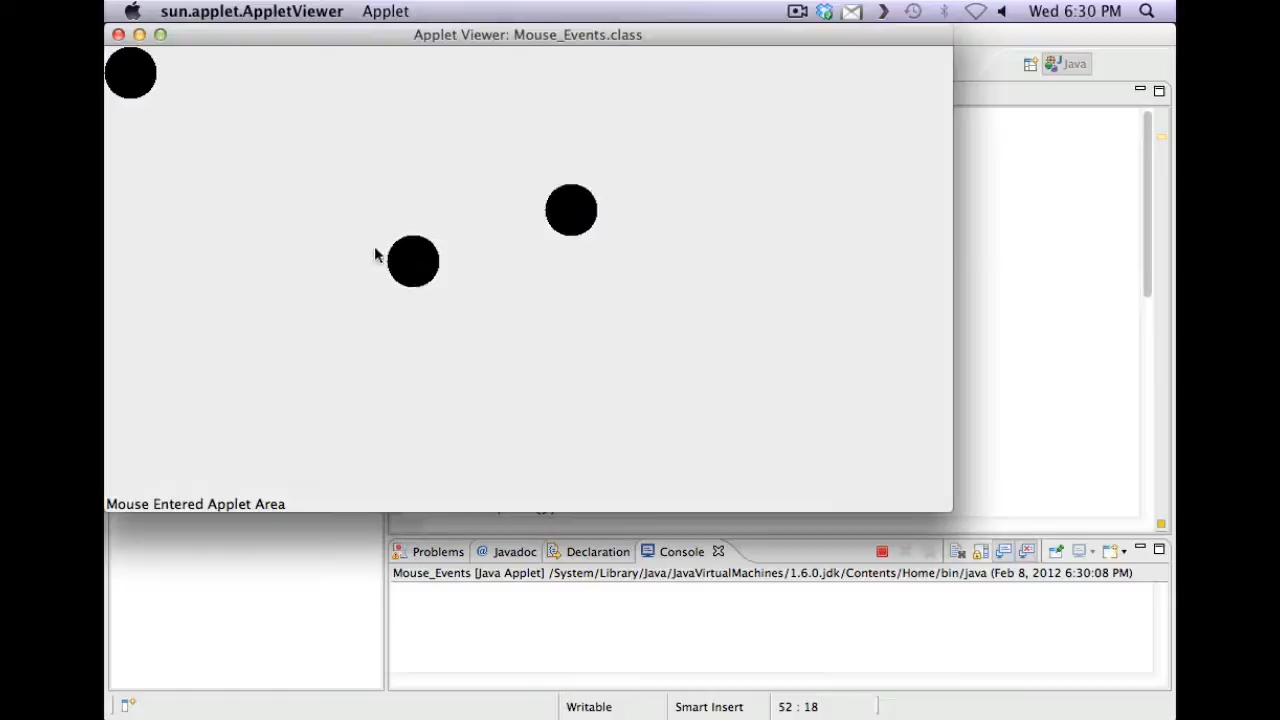 sun.applet.AppletViewer Applet Wed 6:30 PM
Applet Viewer: Mouse_Events.class
Java
Mouse Entered Applet Area
Problems @ Javadoc Declaration Console
Mouse_Events [Java Applet] /System/Library/Java/JavaVirtualMachines/1.6.0.jdk/Contents/Home/bin/java (Feb 8, 2012 6:30:08 PM)
Writable Smart Insert 52 : 18